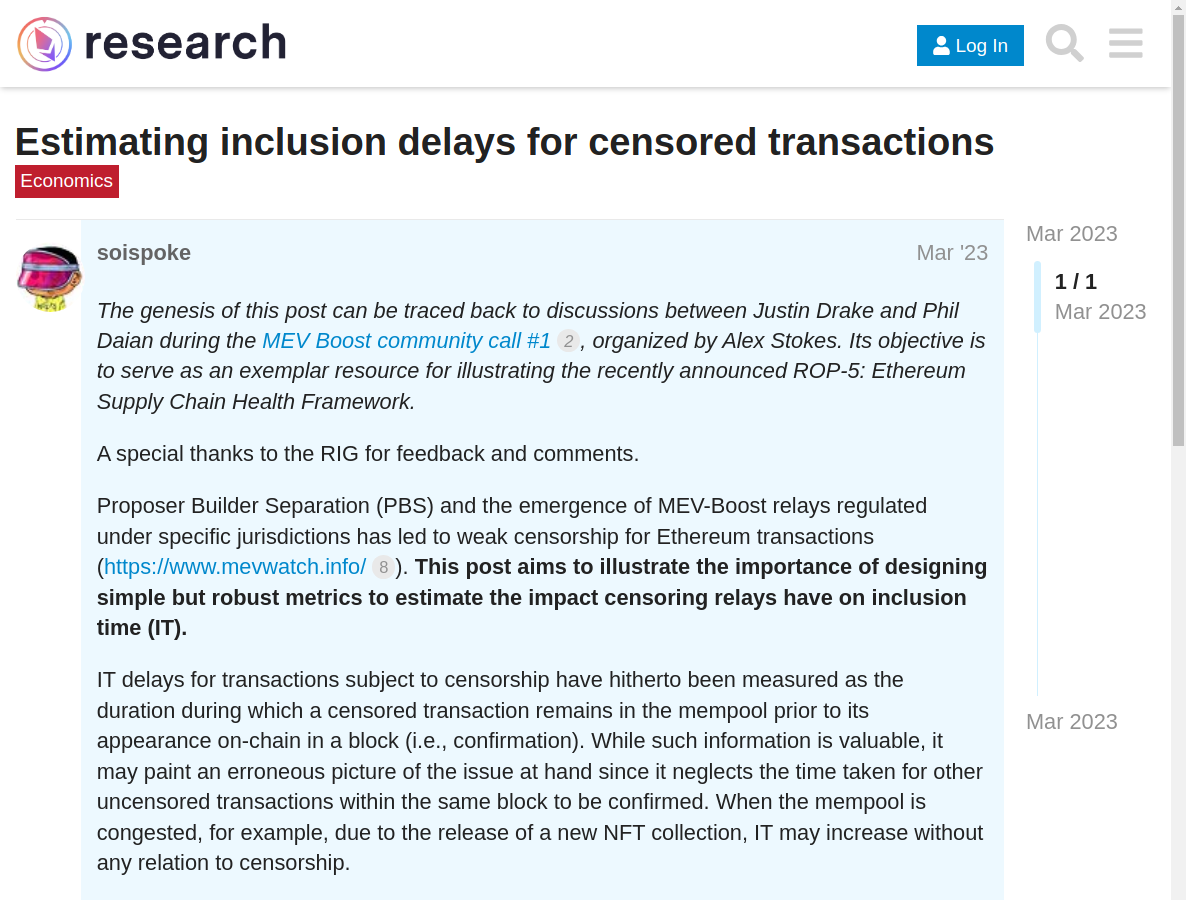 research
Log In
Estimating inclusion delays for censored transactions
Economics
soispoke
Mar '23
The genesis of this post can be traced back to discussions between Justin Drake and Phil
Daian during the MEV Boost community call #1 2, organized by Alex Stokes. Its objective is
to serve as an exemplar resource for illustrating the recently announced ROP-5: Ethereum
Supply Chain Health Framework.
A special thanks to the RIG for feedback and comments.
Proposer Builder Separation (PBS) and the emergence of MEV-Boost relays regulated
under specific jurisdictions has led to weak censorship for Ethereum transactions
(https://www.mevwatch.info/ 8). This post aims to illustrate the importance of designing
simple but robust metrics to estimate the impact censoring relays have on inclusion
time (IT).
IT delays for transactions subject to censorship have hitherto been measured as the
duration during which a censored transaction remains in the mempool prior to its
appearance on-chain in a block (i.e., confirmation). While such information is valuable, it
may paint an erroneous picture of the issue at hand since it neglects the time taken for other
uncensored transactions within the same block to be confirmed. When the mempool is
congested, for example, due to the release of a new NFT collection, IT may increase without
any relation to censorship.
Mar 2023
1 / 1
Mar 2023
Mar 2023